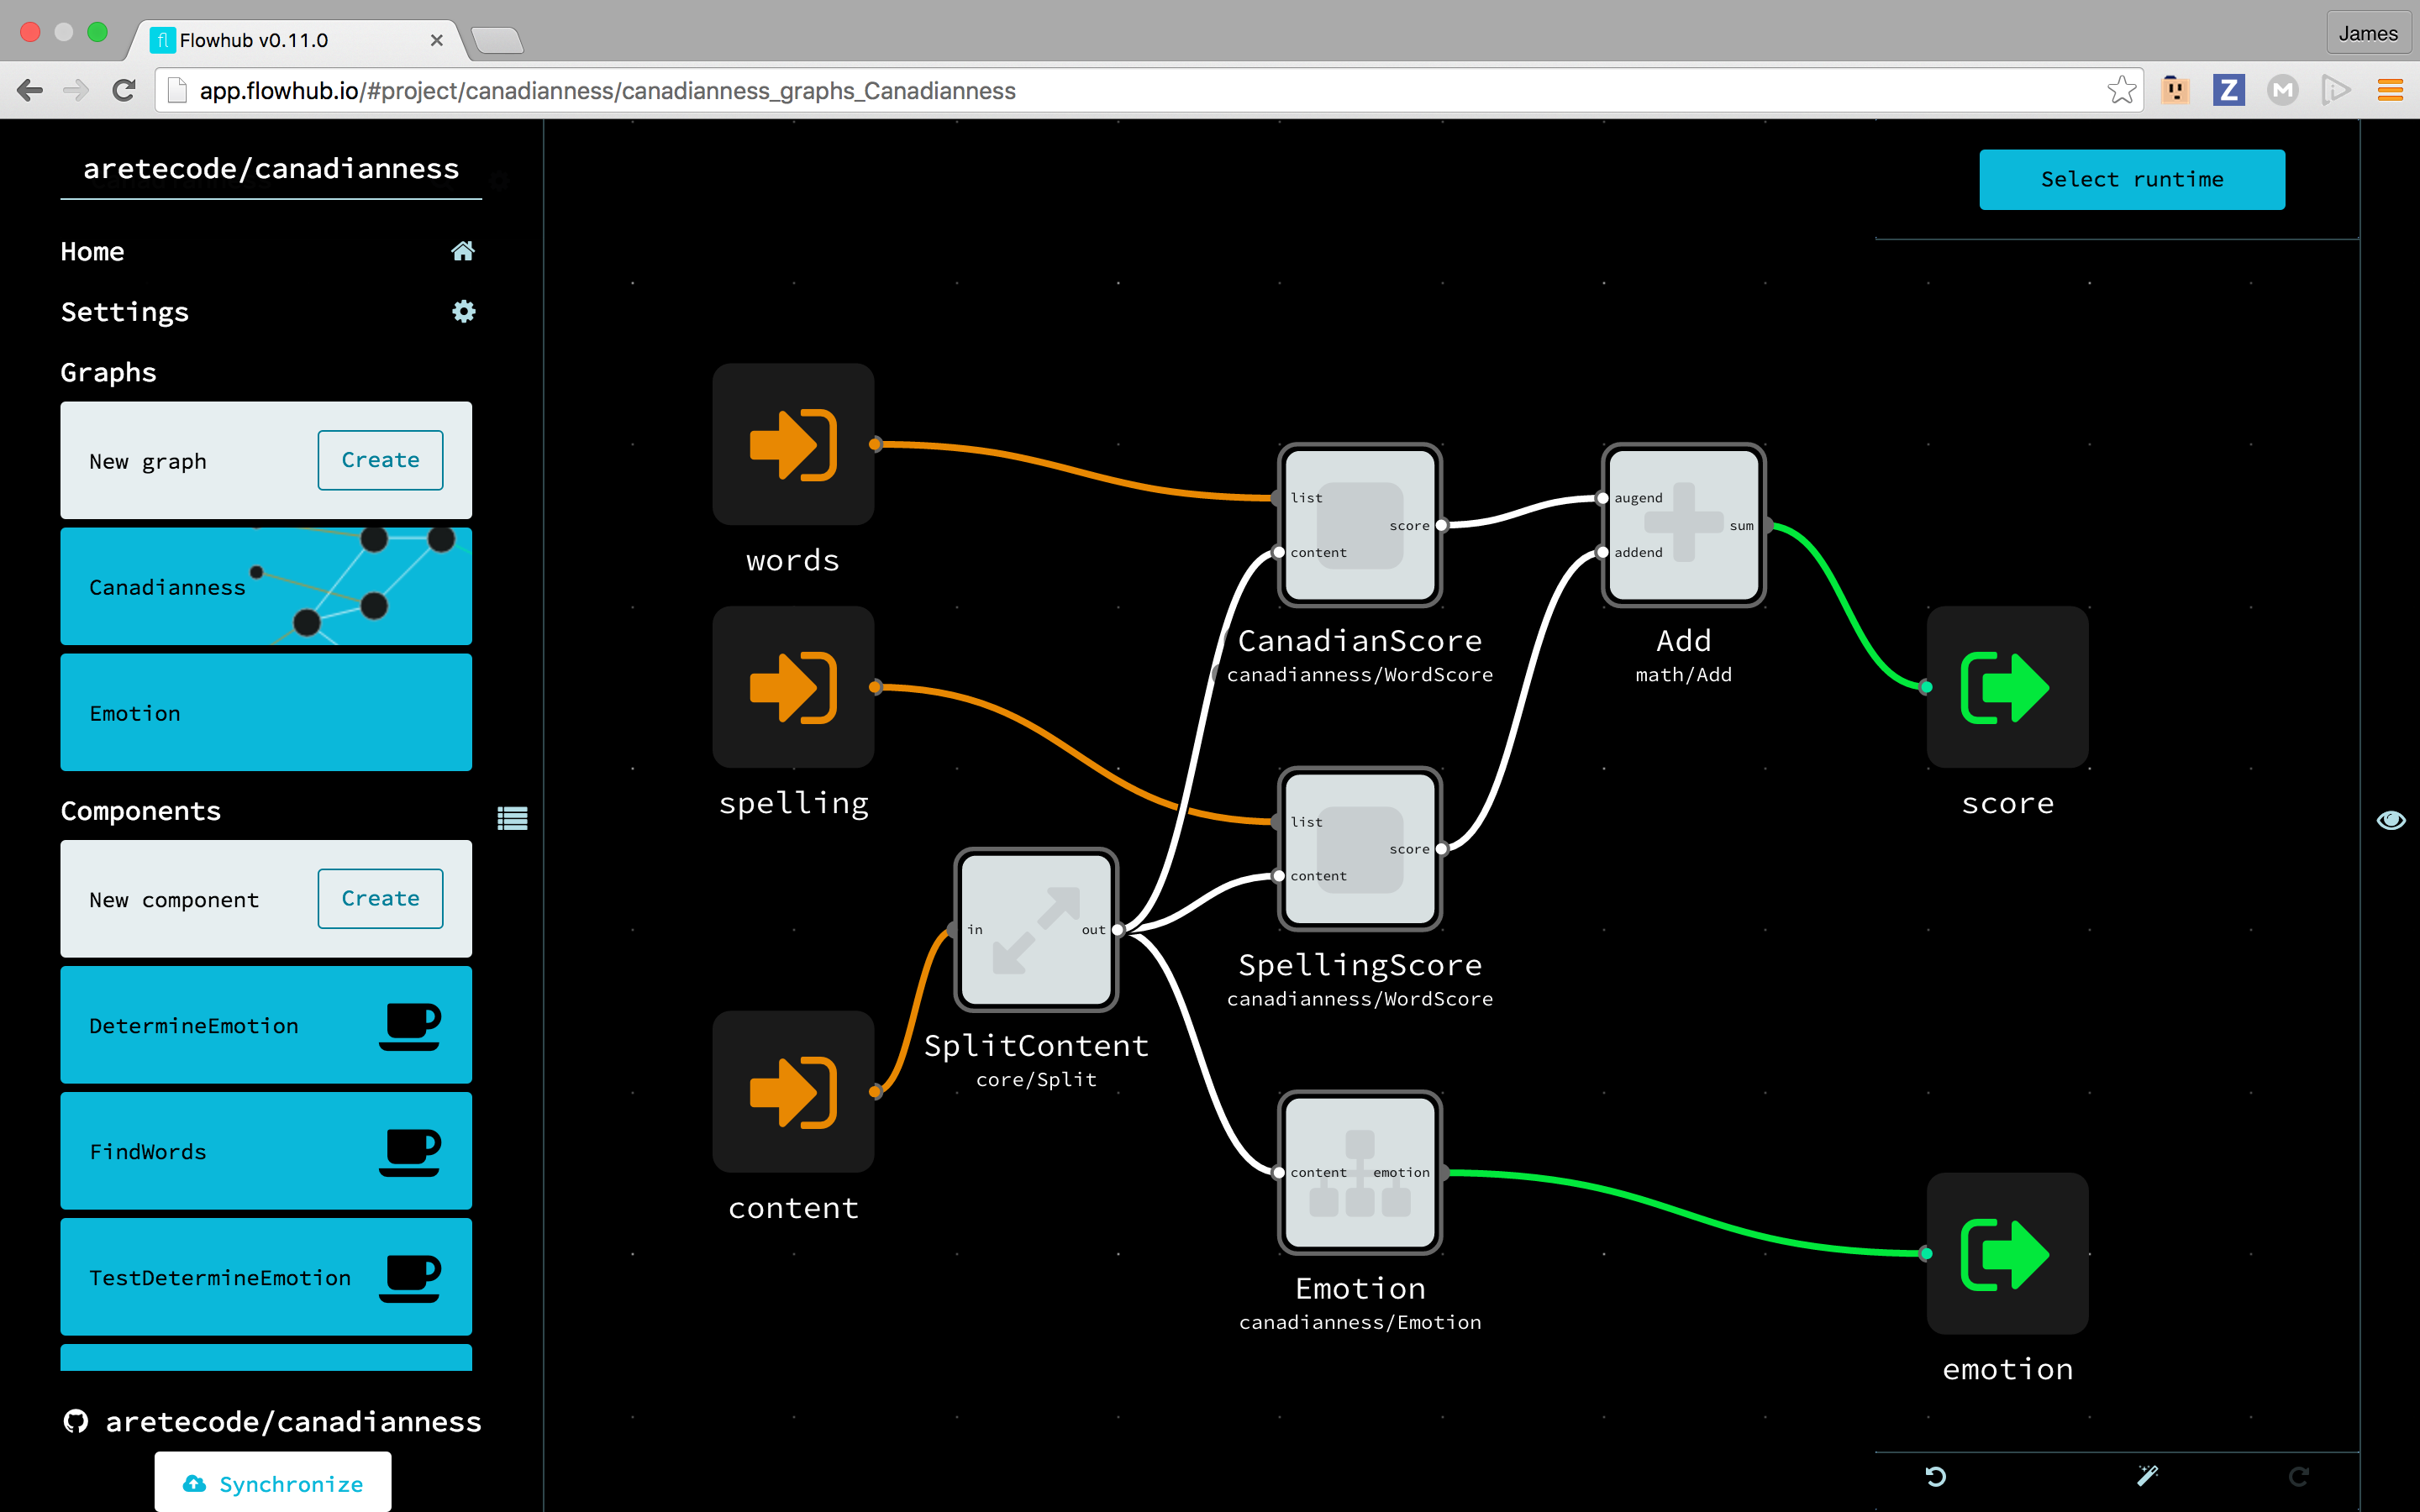 fl Flowhub v0.11.0
James
app.flowhub.io/#project/canadianness/canadianness_graphs_Canadianness
Z
M
aretecode/canadianness
Home
Settings
Graphs
New graph
Create
Canadianness
Emotion
Components
New component
Create
DetermineEmotion
FindWords
TestDetermineEmotion
aretecode/canadianness
Synchronize
Select runtime
words
spelling
content
in out
SplitContent
core/Split
list
score
content
CanadianScore
canadianness/WordScore
list
score
content
SpellingScore
canadianness/WordScore
content emotion
Emotion
canadianness/Emotion
augend
sum
addend
Add
math/Add
score
emotion